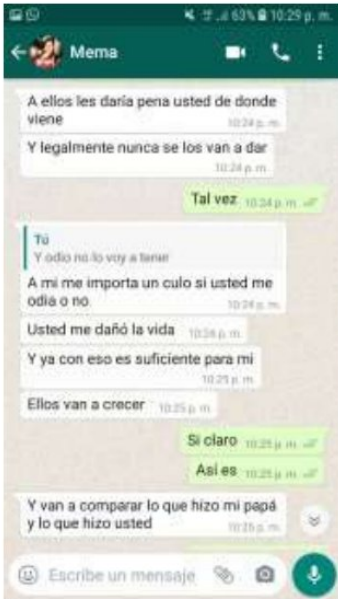 63% 10:29 p. m.
Mema
A ellos les daría pena usted de donde
viene
10:24 p. m.
Y legalmente nunca se los van a dar
10:24 p. m.
Tal vez 10:24 p. m.
Tú
Y odio no lo voy a tener
A mi me importa un culo si usted me
odia o no
10:24 p. m.
Usted me dañó la vida 10:24 p. m.
Y ya con eso es suficiente para mi
10:25 p. m.
Ellos van a crecer 10:25 p. m.
Si claro 10:25 p. m.
Así es 10:25 p. m.
Y van a comparar lo que hizo mi papá
y lo que hizo usted
10:25 p. m.
Escribe un mensaje